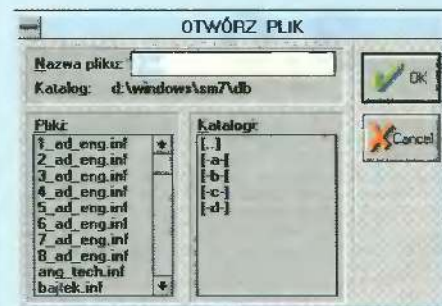 OTWÓRZ PLIK
Nazwa pliku:
Katalog: d:\windows\sm7\db
OK
Cancel
Pliki:
1_ad_eng.inf
2_ad_eng.inf
3_ad_eng.inf
4_ad_eng.inf
5_ad_eng.inf
6_ad_eng.inf
7_ad_eng.inf
8_ad_eng.inf
ang_tech.inf
bajtek.inf
Katalogi:
[..]
[-a-]
[-b-]
[-c-]
[-d-]